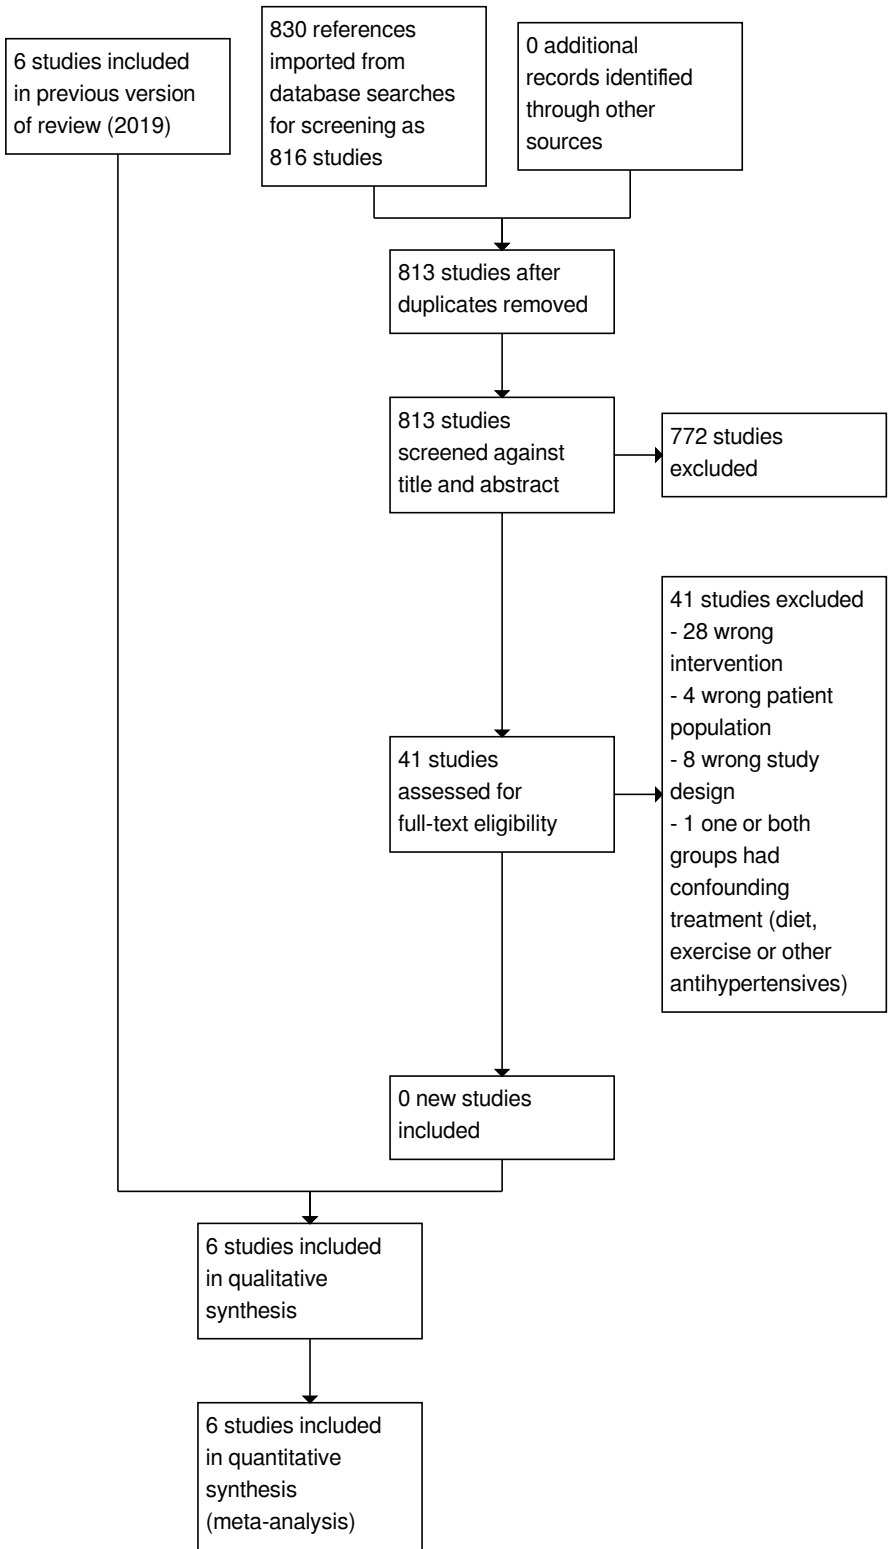 6 studies included
in previous version
of review (2019)
830 references
imported from
database searches
for screening as
816 studies
0 additional
records identified
through other
sources
813 studies after
duplicates removed
813 studies
screened against
title and abstract
772 studies
excluded
41 studies
assessed for
full-text eligibility
41 studies excluded
- 28 wrong
intervention
- 4 wrong patient
population
- 8 wrong study
design
- 1 one or both
groups had
confounding
treatment (diet,
exercise or other
antihypertensives)
0 new studies
included
6 studies included
in qualitative
synthesis
6 studies included
in quantitative
synthesis
(meta-analysis)